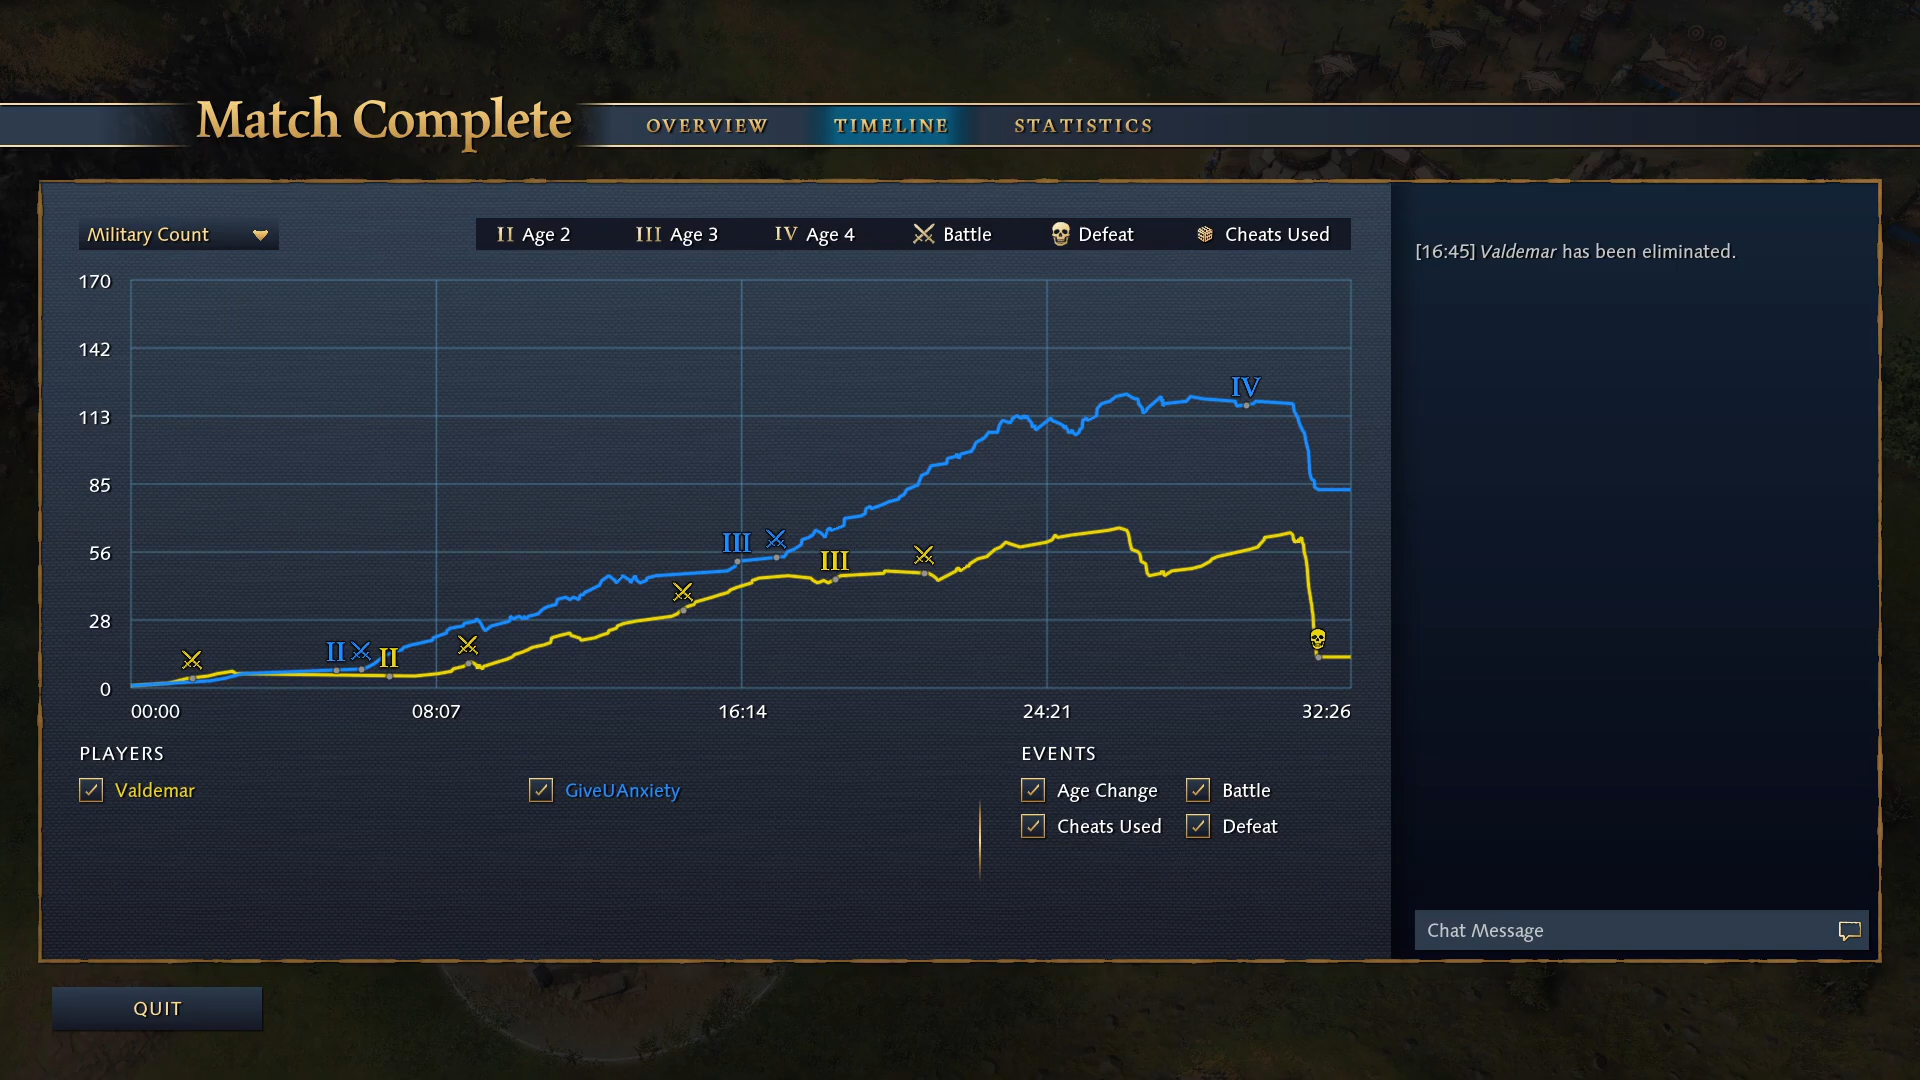 Match Complete
OVERVIEW
TIMELINE
STATISTICS
Military Count
II Age 2
III Age 3
IV Age 4
Battle
Defeat
Cheats Used
[16:45] Valdemar has been eliminated.
170
142
113
85
56
28
0
IV
III
III
II
II
00:00
08:07
16:14
24:21
32:26
PLAYERS
Valdemar
GiveUAnxiety
EVENTS
Age Change
Battle
Cheats Used
Defeat
Chat Message
QUIT